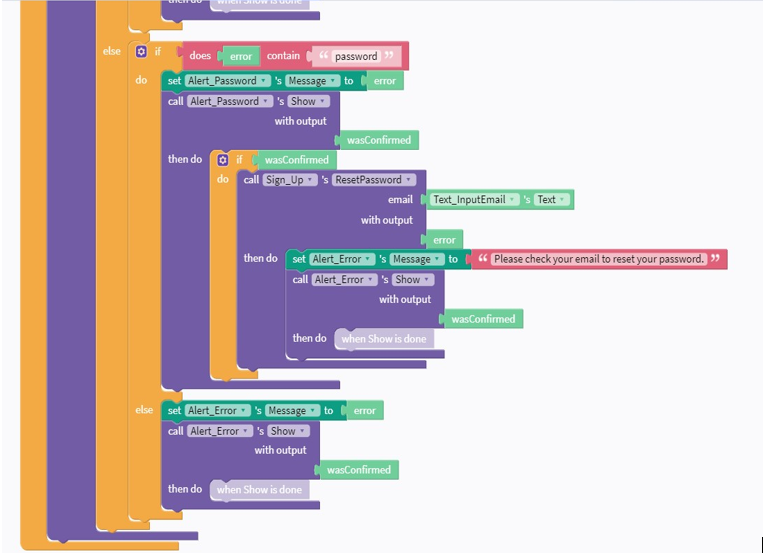 then do when Show is done
else if does error contain “ password ”
do set Alert_Password 's Message to error
call Alert_Password 's Show
with output
wasConfirmed
then do if wasConfirmed
do call Sign_Up 's ResetPassword
email Text_InputEmail 's Text
with output
error
then do set Alert_Error 's Message to “ Please check your email to reset your password. ”
call Alert_Error 's Show
with output
wasConfirmed
then do when Show is done
else set Alert_Error 's Message to error
call Alert_Error 's Show
with output
wasConfirmed
then do when Show is done